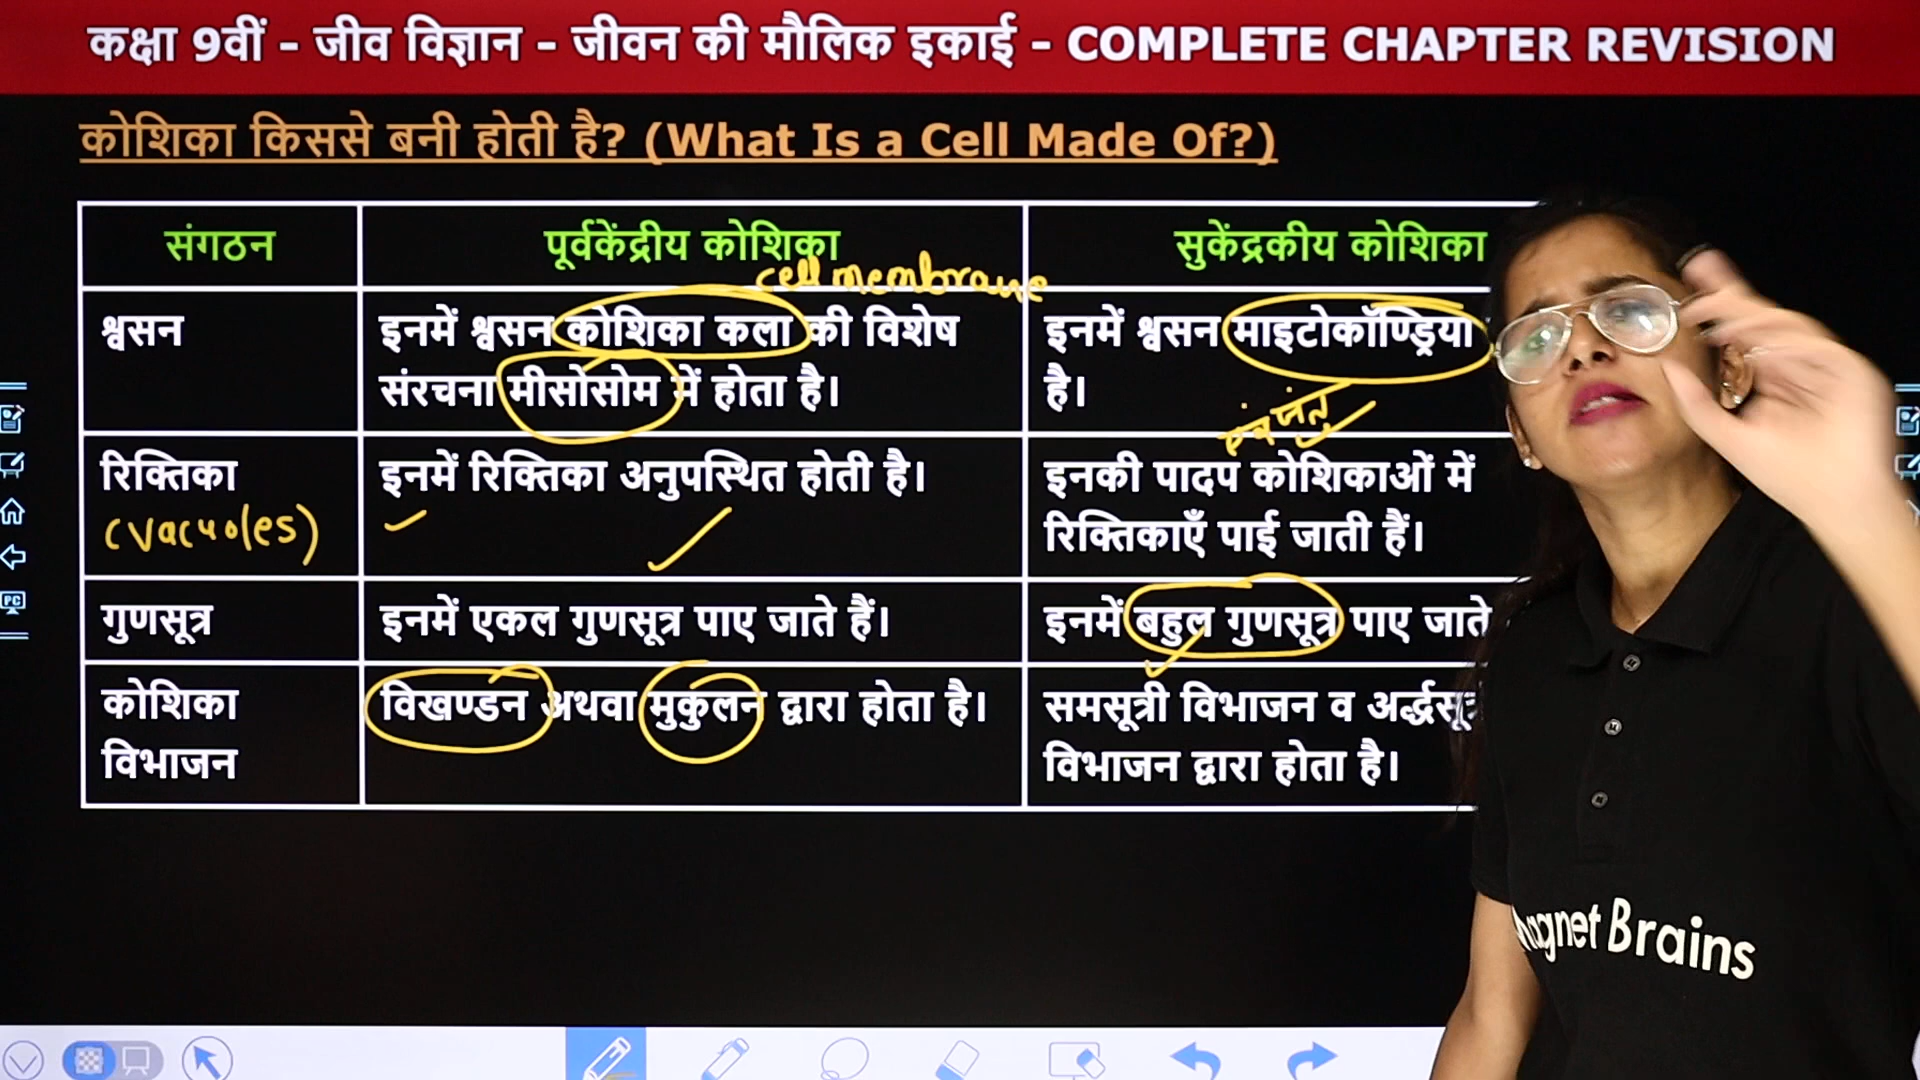 कक्षा 9वीं - जीव विज्ञान - जीवन की मौलिक इकाई - COMPLETE CHAPTER REVISION
कोशिका किससे बनी होती है? (What Is a Cell Made Of?)
संगठन
पूर्वकेंद्रीय कोशिका
सुकेंद्रकीय कोशिका
cell membrane
श्वसन
इनमें श्वसन कोशिका कला की विशेष
संरचना मीसोसोम में होता है।
इनमें श्वसन माइटोकॉण्ड्रिया
है।
रिक्तिका
(vacuoles)
इनमें रिक्तिका अनुपस्थित होती है।
इनकी पादप कोशिकाओं में
रिक्तिकाएँ पाई जाती हैं।
गुणसूत्र
इनमें एकल गुणसूत्र पाए जाते हैं।
इनमें बहुल गुणसूत्र पाए जाते
कोशिका
विभाजन
विखण्डन अथवा मुकुलन द्वारा होता है।
समसूत्री विभाजन व
विभाजन द्वारा होता है।
Brains
PC